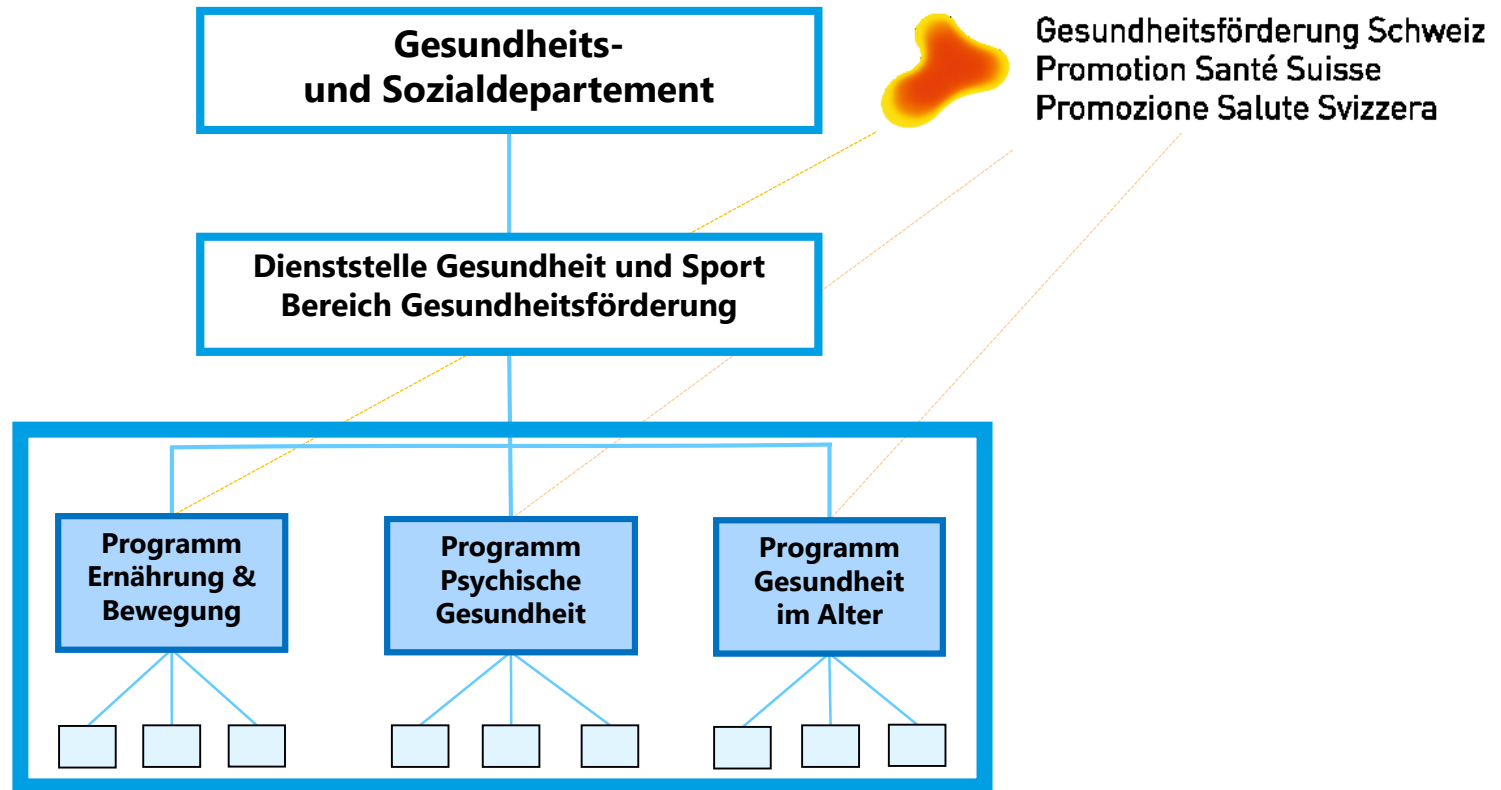 Gesundheits-
und Sozialdepartement
Gesundheitsförderung Schweiz
Promotion Santé Suisse
Promozione Salute Svizzera
Dienststelle Gesundheit und Sport
Bereich Gesundheitsförderung
Programm
Ernährung &
Bewegung
Programm
Psychische
Gesundheit
Programm
Gesundheit
im Alter